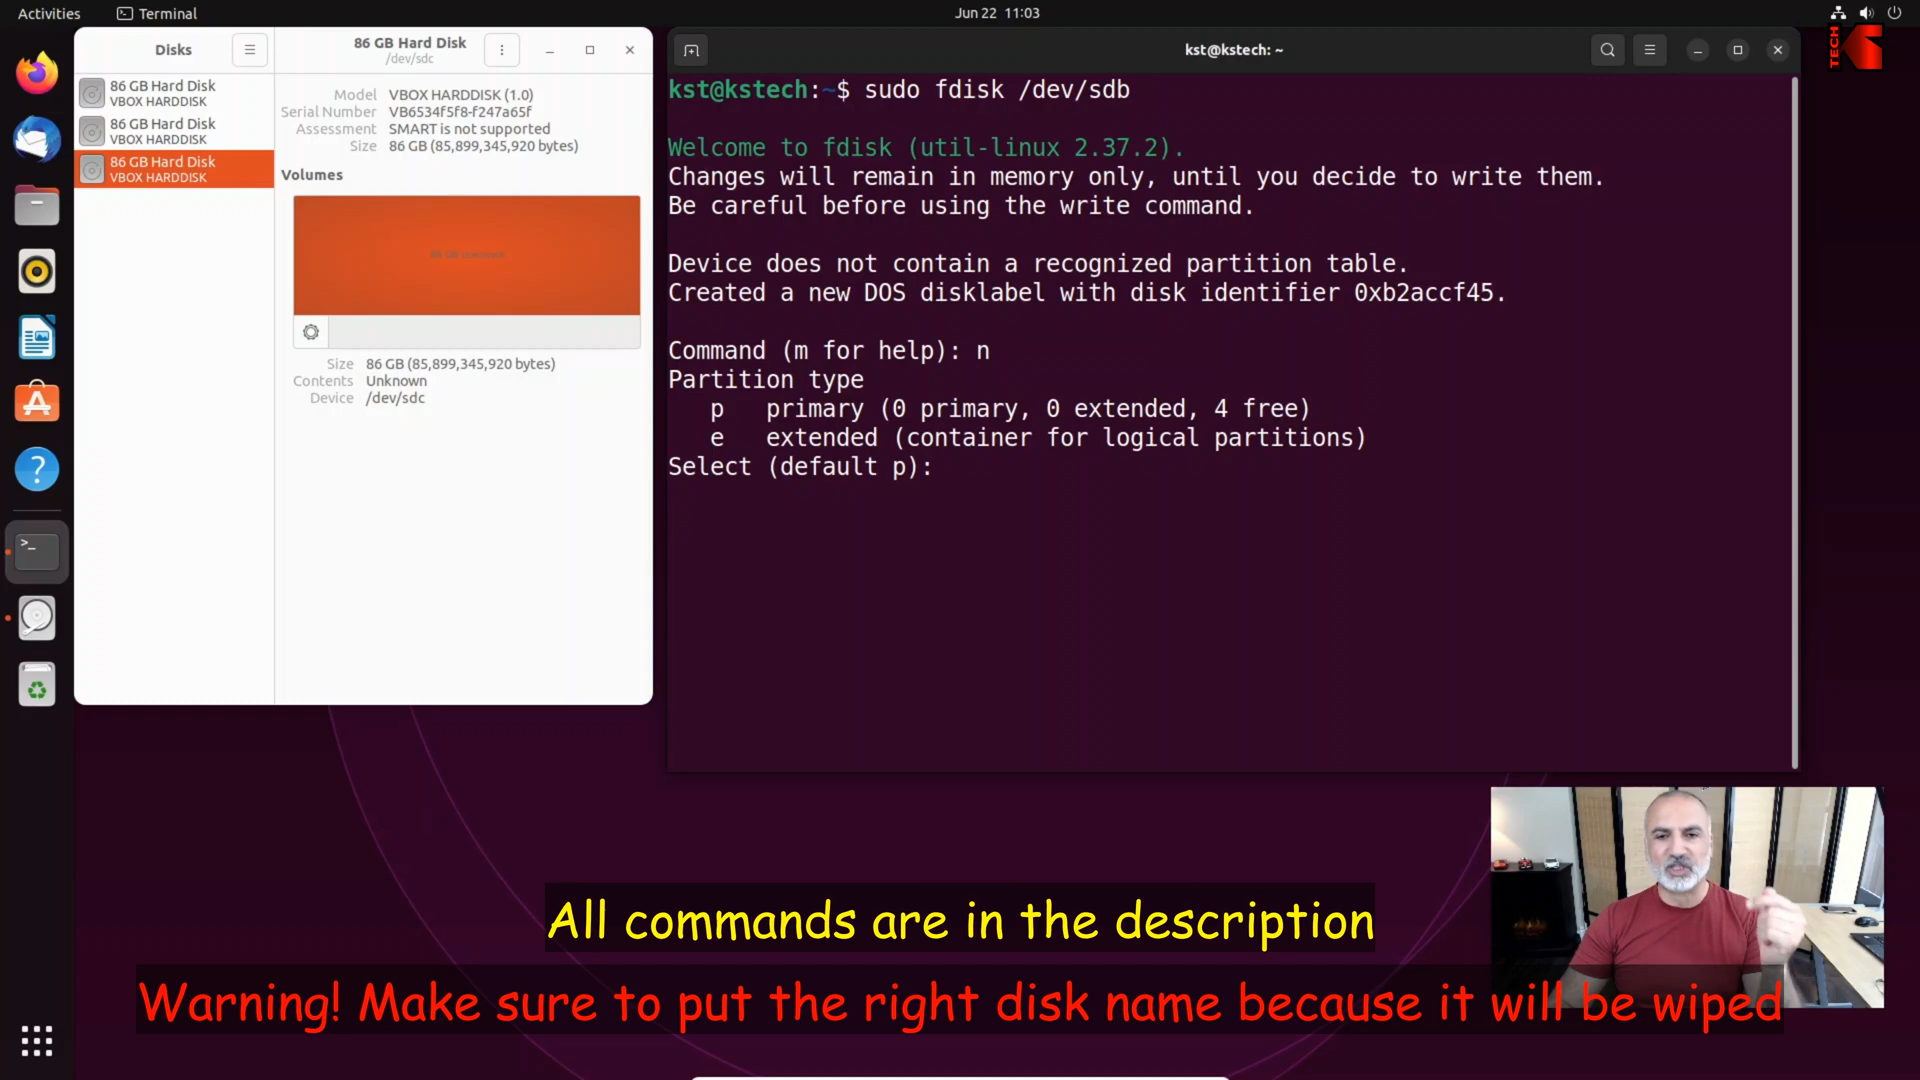 Activities
Terminal
Jun 22 11:03
TECH
K
Disks
86 GB Hard Disk
/dev/sdc
86 GB Hard Disk
VBOX HARDDISK
86 GB Hard Disk
VBOX HARDDISK
86 GB Hard Disk
VBOX HARDDISK
Model VBOX HARDDISK (1.0)
Serial Number VB6534f5f8-f247a65f
Assessment SMART is not supported
Size 86 GB (85,899,345,920 bytes)
Volumes
86 GB Unknown
Size 86 GB (85,899,345,920 bytes)
Contents Unknown
Device /dev/sdc
kst@kstech: ~
kst@kstech:~$ sudo fdisk /dev/sdb
Welcome to fdisk (util-linux 2.37.2).
Changes will remain in memory only, until you decide to write them.
Be careful before using the write command.
Device does not contain a recognized partition table.
Created a new DOS disklabel with disk identifier 0xb2accf45.
Command (m for help): n
Partition type
p primary (0 primary, 0 extended, 4 free)
e extended (container for logical partitions)
Select (default p):
All commands are in the description
Warning! Make sure to put the right disk name because it will be wiped